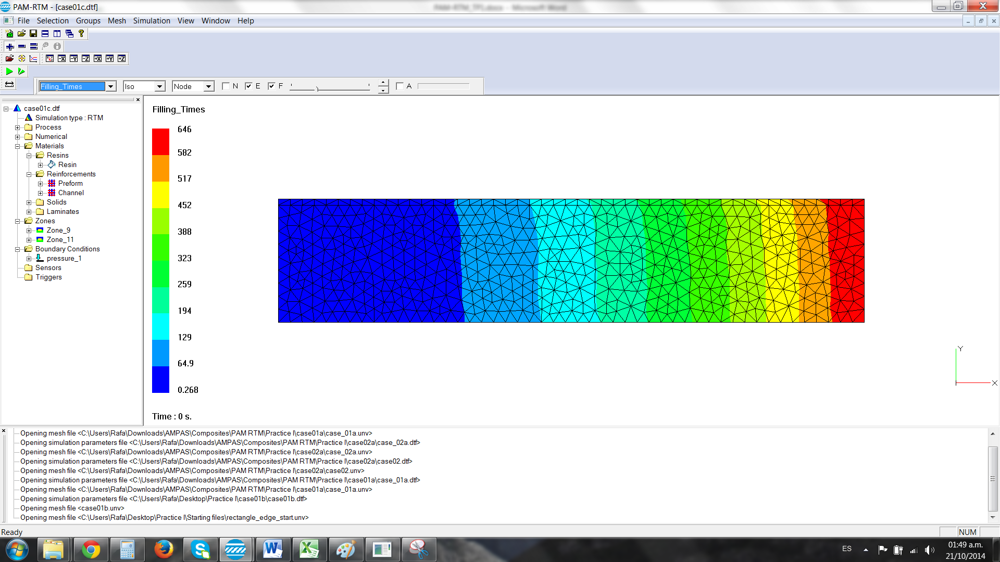 PAM-RTM - [case01c.dtf]
PAM-RTM_TP1.docx - Microsoft Word
File Selection Groups Mesh Simulation View Window Help
Filling_Times Iso Node N E F A
case01c.dtf
Simulation type : RTM
Process
Numerical
Materials
Resins
Resin
Reinforcements
Preform
Channel
Solids
Laminates
Zones
Zone_9
Zone_11
Boundary Conditions
pressure_1
Sensors
Triggers
Filling_Times
646
582
517
452
388
323
259
194
129
64.9
0.268
Time : 0 s.
Y
X
Opening mesh file <C:\Users\Rafa\Downloads\AMPAS\Composites\PAM RTM\Practice I\case01a\case_01a.unv>
Opening simulation parameters file <C:\Users\Rafa\Downloads\AMPAS\Composites\PAM RTM\Practice I\case02a\case_02a.dtf>
Opening mesh file <C:\Users\Rafa\Downloads\AMPAS\Composites\PAM RTM\Practice I\case02a\case_02a.unv>
Opening simulation parameters file <C:\Users\Rafa\Downloads\AMPAS\Composites\PAM RTM\Practice I\case02a\case02.dtf>
Opening mesh file <C:\Users\Rafa\Downloads\AMPAS\Composites\PAM RTM\Practice I\case02a\case02.unv>
Opening simulation parameters file <C:\Users\Rafa\Downloads\AMPAS\Composites\PAM RTM\Practice I\case01a\case_01a.dtf>
Opening mesh file <C:\Users\Rafa\Downloads\AMPAS\Composites\PAM RTM\Practice I\case01a\case_01a.unv>
Opening simulation parameters file <C:\Users\Rafa\Desktop\Practice I\case01b\case01b.dtf>
Opening mesh file <case01b.unv>
Opening mesh file <C:\Users\Rafa\Desktop\Practice I\Starting files\rectangle_edge_start.unv>
Ready
NUM
ES
01:49 a.m.
21/10/2014